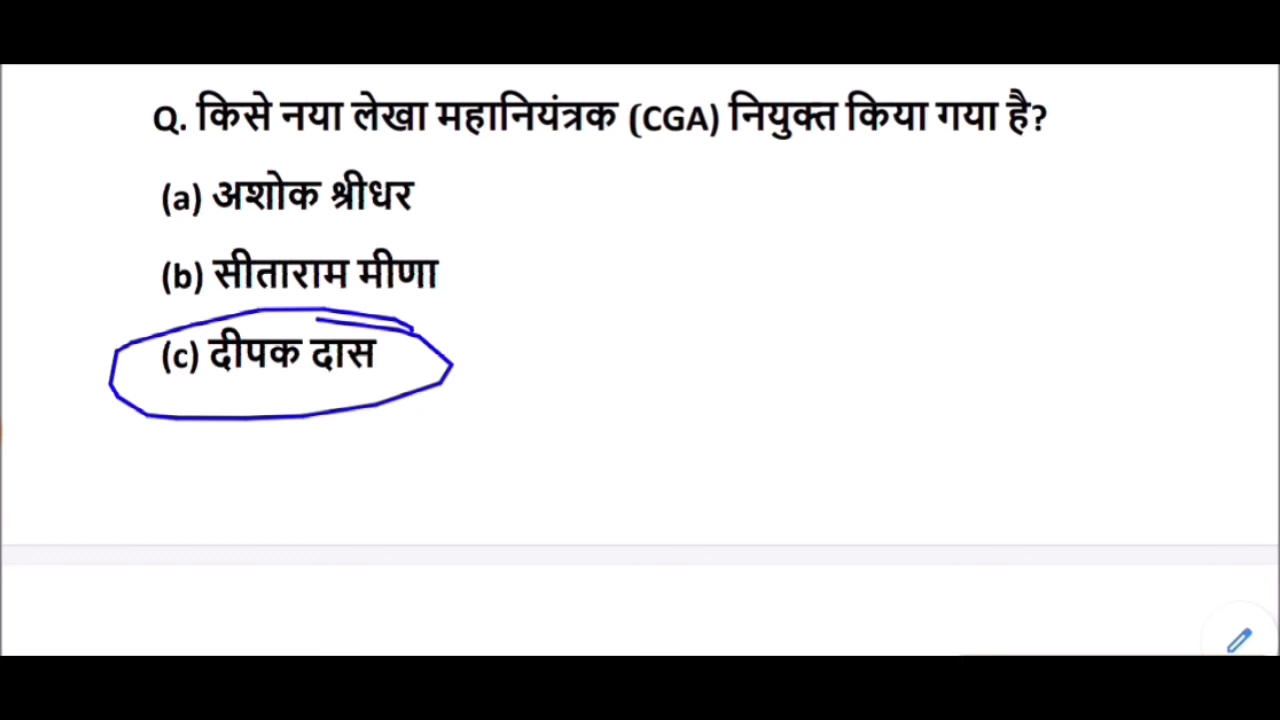 Q. किसे नया लेखा महानियंत्रक (CGA) नियुक्त किया गया है?
(a) अशोक श्रीधर
(b) सीताराम मीणा
(c) दीपक दास